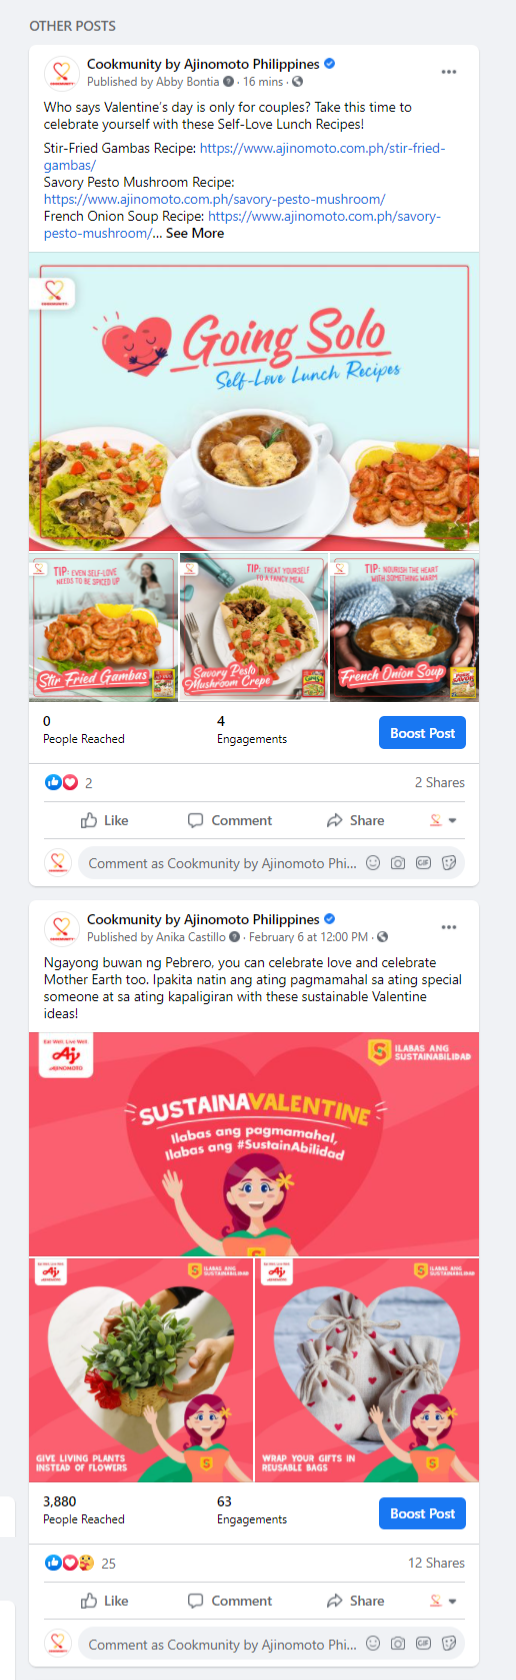 OTHER POSTS
Cookmunity by Ajinomoto Philippines
Published by Abby Bontia · 16 mins ·
Who says Valentine's day is only for couples? Take this time to
celebrate yourself with these Self-Love Lunch Recipes!
Stir-Fried Gambas Recipe: https://www.ajinomoto.com.ph/stir-fried-
gambas/
Savory Pesto Mushroom Recipe:
https://www.ajinomoto.com.ph/savory-pesto-mushroom/
French Onion Soup Recipe: https://www.ajinomoto.com.ph/savory-
pesto-mushroom/... See More
COOKMUNITY
Going Solo
Self-Love Lunch Recipes
TIP: EVEN SELF-LOVE
NEEDS TO BE SPICED UP
Stir Fried Gambas
TIP: TREAT YOURSELF
TO A FANCY MEAL
Savory Pesto
Mushroom Crepe
TIP: NOURISH THE HEART
WITH SOMETHING WARM
French Onion Soup
0
People Reached
4
Engagements
Boost Post
2
2 Shares
Like
Comment
Share
Comment as Cookmunity by Ajinomoto Phi...
GIF
Cookmunity by Ajinomoto Philippines
Published by Anika Castillo · February 6 at 12:00 PM ·
Ngayong buwan ng Pebrero, you can celebrate love and celebrate
Mother Earth too. Ipakita natin ang ating pagmamahal sa ating special
someone at sa ating kapaligiran with these sustainable Valentine
ideas!
Eat Well, Live Well.
Aj
AJINOMOTO
S
ILABAS ANG
SUSTAINABILIDAD
SUSTAINAVALENTINE
Ilabas ang pagmamahal,
Ilabas ang #SustainAbilidad
S
Aj
S
ILABAS ANG
SUSTAINABILIDAD
GIVE LIVING PLANTS
INSTEAD OF FLOWERS
S
Aj
S
ILABAS ANG
SUSTAINABILIDAD
WRAP YOUR GIFTS IN
REUSABLE BAGS
S
3,880
People Reached
63
Engagements
Boost Post
25
12 Shares
Like
Comment
Share
Comment as Cookmunity by Ajinomoto Phi...
GIF